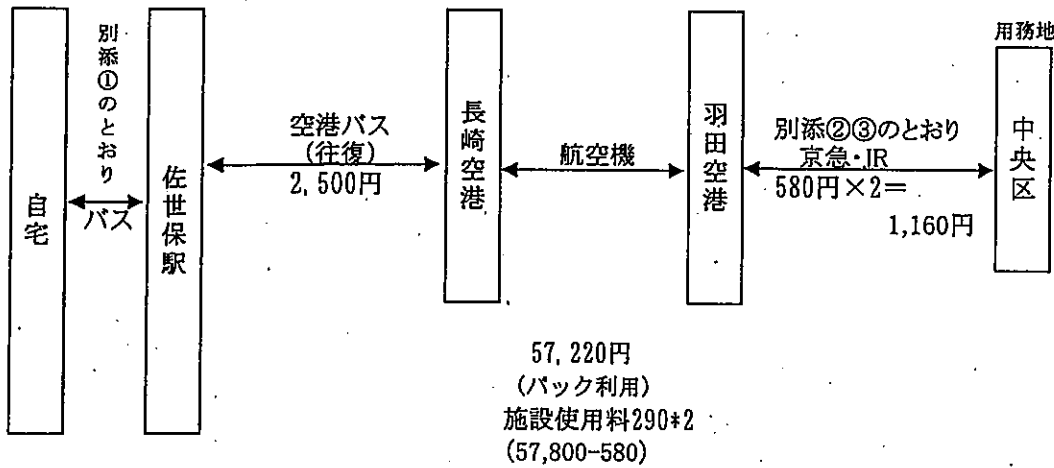 自宅
別添①のとおり
バス
佐世保駅
空港バス
(往復)
2,500円
長崎空港
航空機
羽田空港
別添②③のとおり
京急・JR
580円×2=
1,160円
用務地
中央区
57,220円
(パック利用)
施設使用料290*2
(57,800-580)